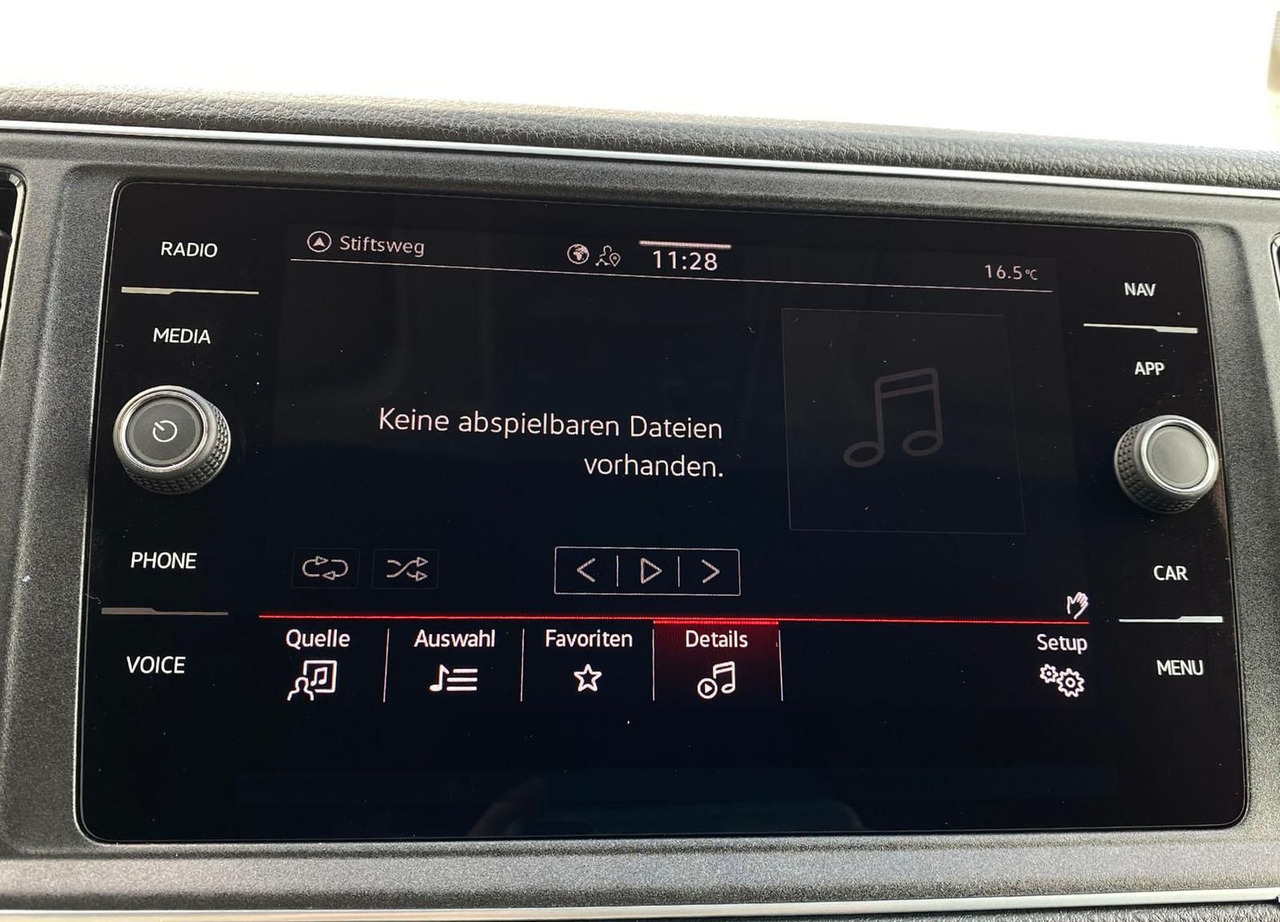 RADIO
MEDIA
PHONE
VOICE
Stiftsweg
11:28
16.5°C
Keine abspielbaren Dateien
vorhanden.
Quelle
Auswahl
Favoriten
Details
Setup
NAV
APP
CAR
MENU